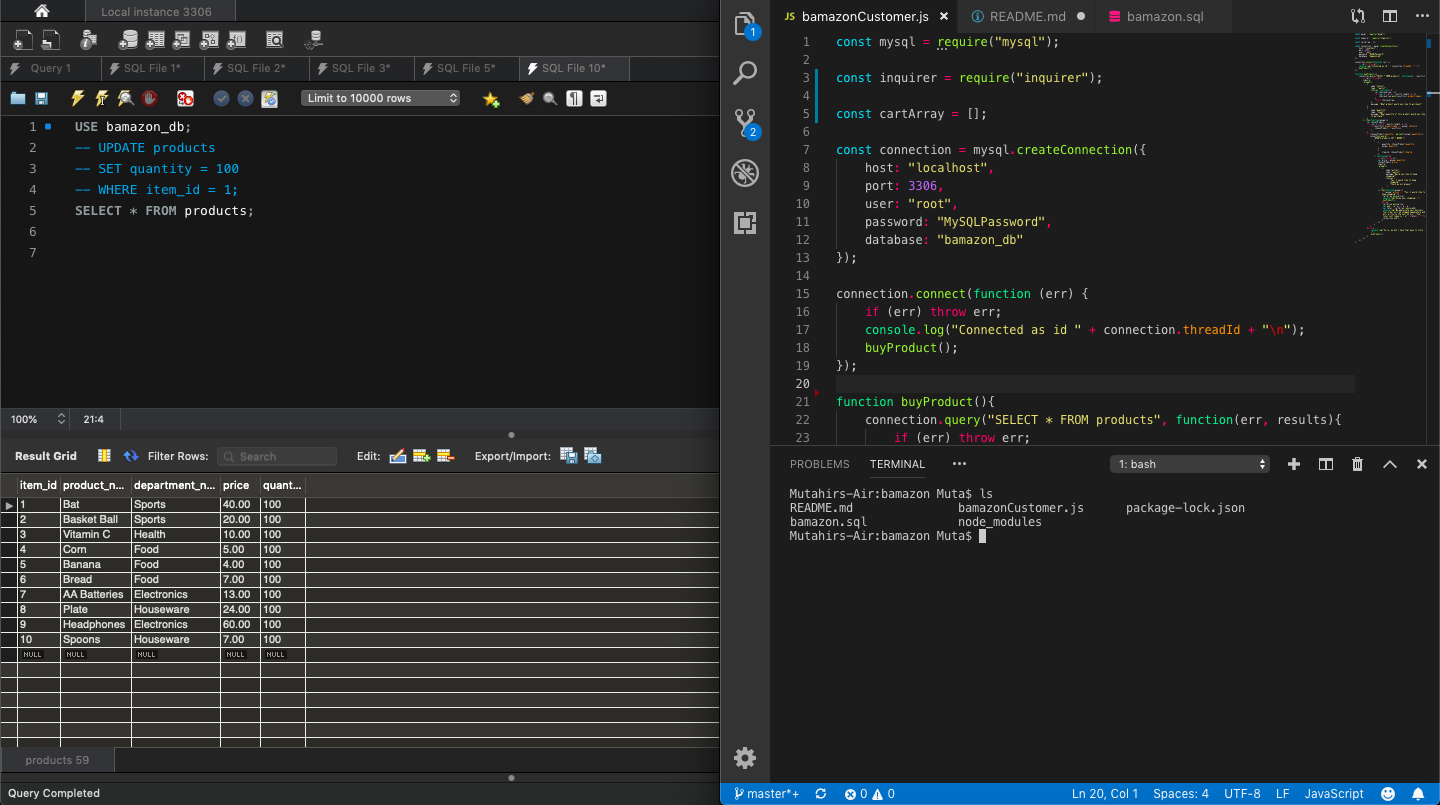 Local instance 3306
Query 1
SQL File 1*
SQL File 2*
SQL File 3*
SQL File 5*
SQL File 10*
Limit to 10000 rows
1 USE bamazon_db;
2 -- UPDATE products
3 -- SET quantity = 100
4 -- WHERE item_id = 1;
5 SELECT * FROM products;
6
7
100% 21:4
Result Grid Filter Rows: Search Edit: Export/Import:
item_id product_n... department_n... price quant...
1 Bat Sports 40.00 100
2 Basket Ball Sports 20.00 100
3 Vitamin C Health 10.00 100
4 Corn Food 5.00 100
5 Banana Food 4.00 100
6 Bread Food 7.00 100
7 AA Batteries Electronics 13.00 100
8 Plate Houseware 24.00 100
9 Headphones Electronics 60.00 100
10 Spoons Houseware 7.00 100
NULL NULL NULL NULL NULL
products 59
Query Completed
1
2
JS bamazonCustomer.js
README.md
bamazon.sql
1 const mysql = require("mysql");
2
3 const inquirer = require("inquirer");
4
5 const cartArray = [];
6
7 const connection = mysql.createConnection({
8 host: "localhost",
9 port: 3306,
10 user: "root",
11 password: "MySQLPassword",
12 database: "bamazon_db"
13 });
14
15 connection.connect(function (err) {
16 if (err) throw err;
17 console.log("Connected as id " + connection.threadId + "\n");
18 buyProduct();
19 });
20
21 function buyProduct(){
22 connection.query("SELECT * FROM products", function(err, results){
23 if (err) throw err;
PROBLEMS TERMINAL ••• 1: bash
Mutahirs-Air:bamazon Muta$ ls
README.md bamazonCustomer.js package-lock.json
bamazon.sql node_modules
Mutahirs-Air:bamazon Muta$
master*+ 0 0 Ln 20, Col 1 Spaces: 4 UTF-8 LF JavaScript